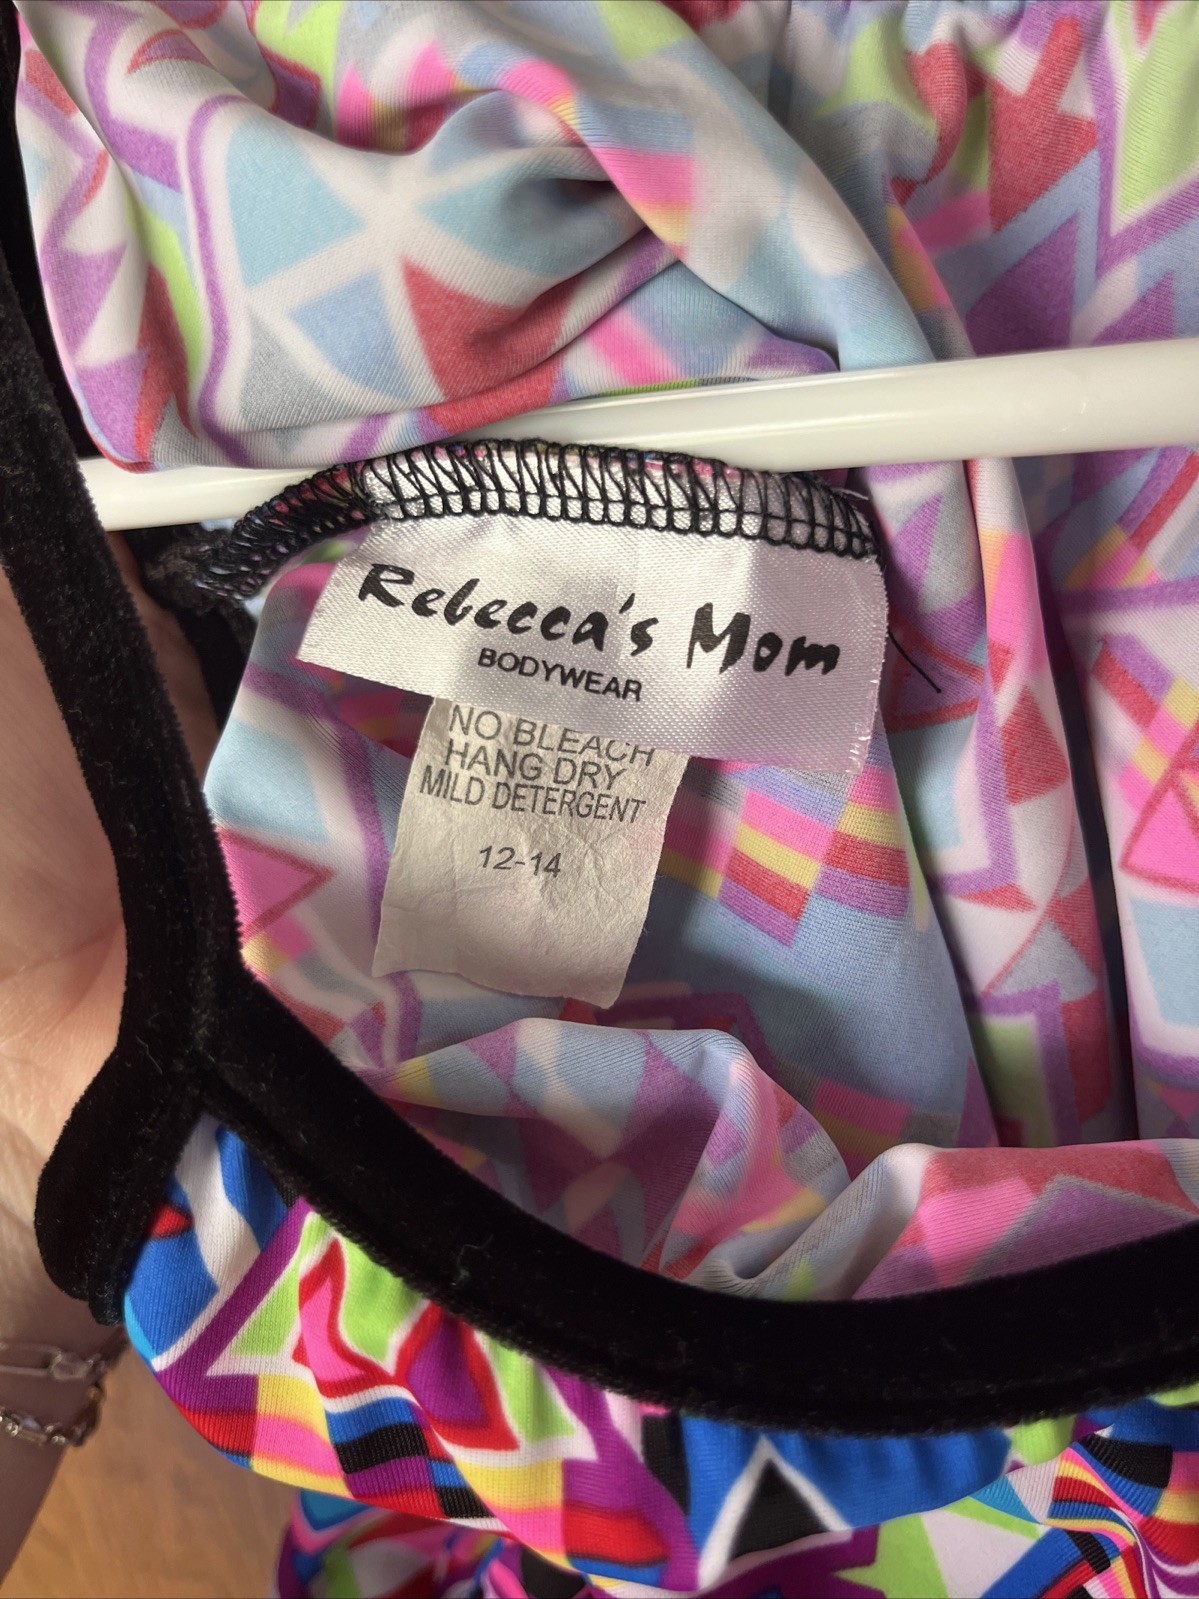 Rebecca's Mom
BODYWEAR
NO BLEACH
HANG DRY
MILD DETERGENT
12-14